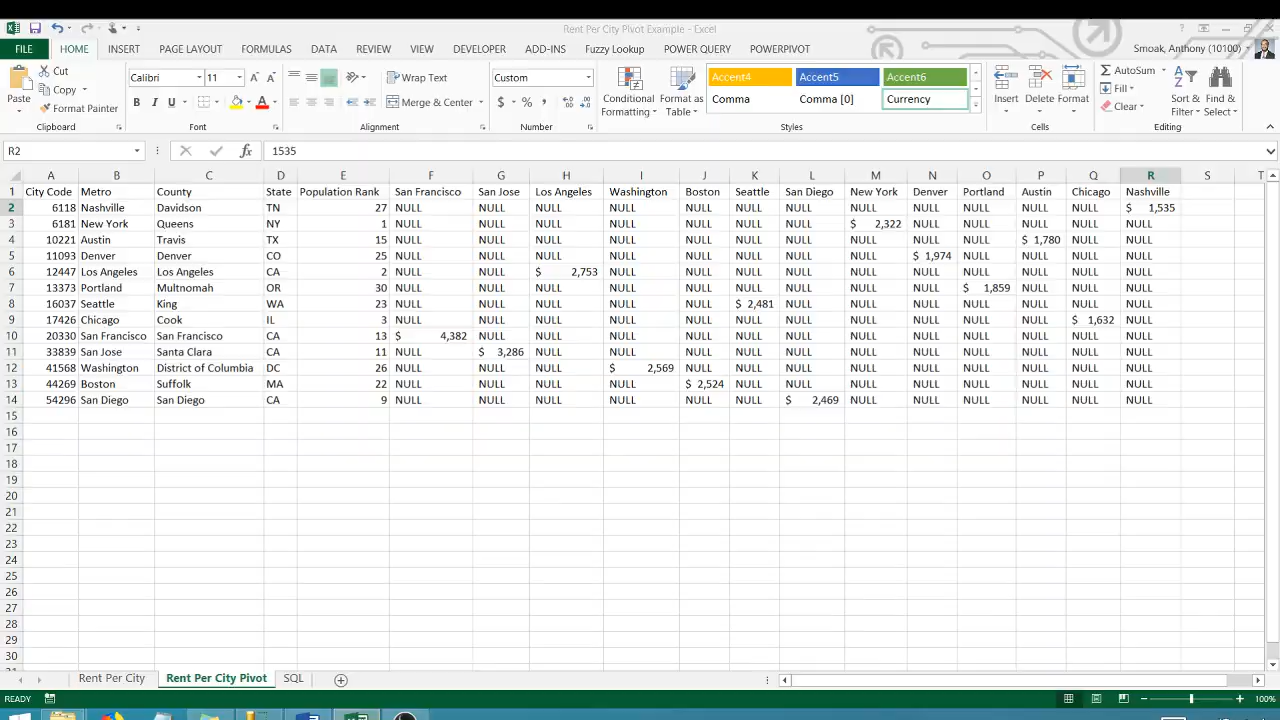 Rent Per City Pivot Example - Excel
FILE HOME INSERT PAGE LAYOUT FORMULAS DATA REVIEW VIEW DEVELOPER ADD-INS Fuzzy Lookup POWER QUERY POWERPIVOT Smoak, Anthony (10100)
Paste Cut Copy Format Painter Clipboard
Calibri 11 B I U A Font
Wrap Text Merge & Center Alignment
Custom $ % , Number
Conditional Formatting Format as Table
Accent4 Accent5 Accent6
Comma Comma [0] Currency
Styles
Insert Delete Format Cells
AutoSum Fill Clear Sort & Filter Find & Select Editing
R2 fx 1535
A B C D E F G H I J K L M N O P Q R S T
1 City Code Metro County State Population Rank San Francisco San Jose Los Angeles Washington Boston Seattle San Diego New York Denver Portland Austin Chicago Nashville
2 6118 Nashville Davidson TN 27 NULL NULL NULL NULL NULL NULL NULL NULL NULL NULL NULL NULL $ 1,535
3 6181 New York Queens NY 1 NULL NULL NULL NULL NULL NULL NULL $ 2,322 NULL NULL NULL NULL NULL
4 10221 Austin Travis TX 15 NULL NULL NULL NULL NULL NULL NULL NULL NULL NULL $ 1,780 NULL NULL
5 11093 Denver Denver CO 25 NULL NULL NULL NULL NULL NULL NULL NULL $ 1,974 NULL NULL NULL NULL
6 12447 Los Angeles Los Angeles CA 2 NULL NULL $ 2,753 NULL NULL NULL NULL NULL NULL NULL NULL NULL NULL
7 13373 Portland Multnomah OR 30 NULL NULL NULL NULL NULL NULL NULL NULL NULL $ 1,859 NULL NULL NULL
8 16037 Seattle King WA 23 NULL NULL NULL NULL NULL $ 2,481 NULL NULL NULL NULL NULL NULL NULL
9 17426 Chicago Cook IL 3 NULL NULL NULL NULL NULL NULL NULL NULL NULL NULL NULL $ 1,632 NULL
10 20330 San Francisco San Francisco CA 13 $ 4,382 NULL NULL NULL NULL NULL NULL NULL NULL NULL NULL NULL NULL
11 33839 San Jose Santa Clara CA 11 NULL $ 3,286 NULL NULL NULL NULL NULL NULL NULL NULL NULL NULL NULL
12 41568 Washington District of Columbia DC 26 NULL NULL NULL $ 2,569 NULL NULL NULL NULL NULL NULL NULL NULL NULL
13 44269 Boston Suffolk MA 22 NULL NULL NULL NULL $ 2,524 NULL NULL NULL NULL NULL NULL NULL NULL
14 54296 San Diego San Diego CA 9 NULL NULL NULL NULL NULL NULL $ 2,469 NULL NULL NULL NULL NULL NULL
15
16
17
18
19
20
21
22
23
24
25
26
27
28
29
30
Rent Per City Rent Per City Pivot SQL
READY 100%